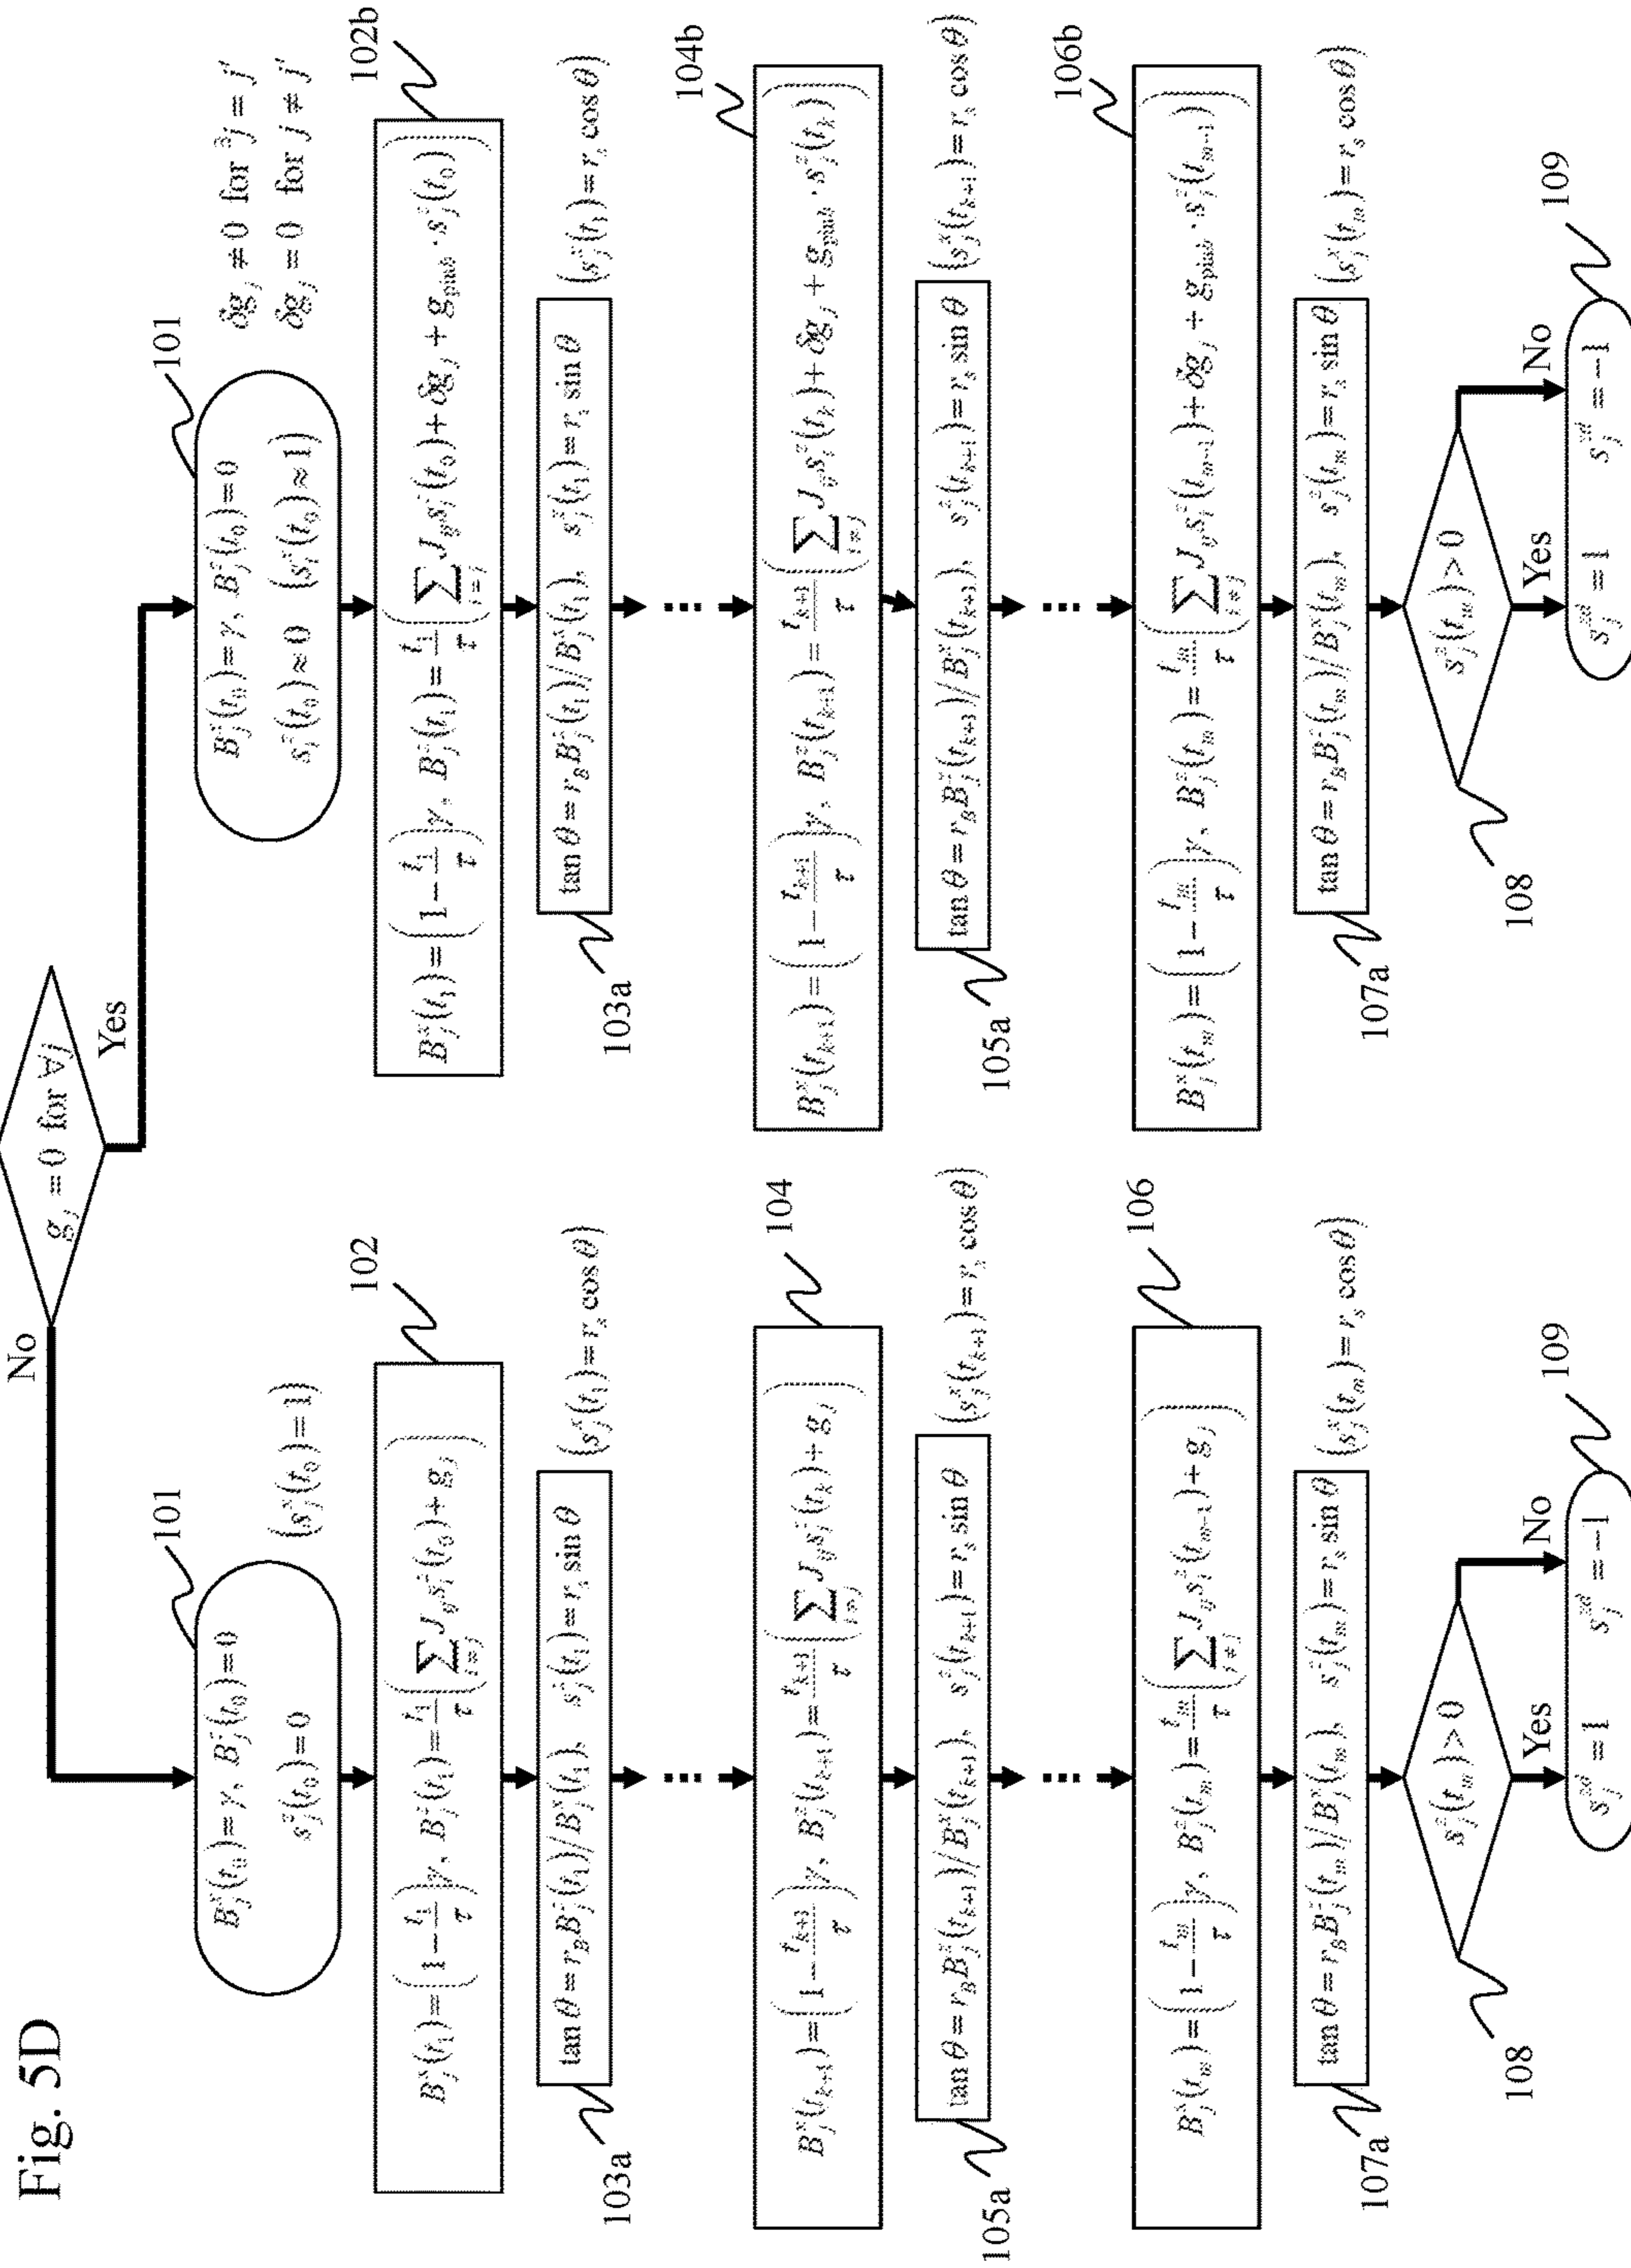 Fig. 5D
g_j = 0 for ∀j
No
Yes
101
B_j^x(t_0) = γ, B_j^z(t_0) = 0
s_j^z(t_0) = 0
(s_j^x(t_0) = 1)
102
B_j^x(t_1) = (1 − t_1/τ)γ, B_j^z(t_1) = t_1/τ (∑_{i≠j} J_{ij} s_i^z(t_0) + g_j)
103a
tan θ = r_B B_j^z(t_1)/B_j^x(t_1), s_j^z(t_1) = r_s sin θ
(s_j^x(t_1) = r_s cos θ)
104
B_j^x(t_{k+1}) = (1 − t_{k+1}/τ)γ, B_j^z(t_{k+1}) = t_{k+1}/τ (∑_{i≠j} J_{ij} s_i^z(t_k) + g_j)
105a
tan θ = r_B B_j^z(t_{k+1})/B_j^x(t_{k+1}), s_j^z(t_{k+1}) = r_s sin θ
(s_j^x(t_{k+1}) = r_s cos θ)
106
B_j^x(t_m) = (1 − t_m/τ)γ, B_j^z(t_m) = t_m/τ (∑_{i≠j} J_{ij} s_i^z(t_{m−1}) + g_j)
107a
tan θ = r_B B_j^z(t_m)/B_j^x(t_m), s_j^z(t_m) = r_s sin θ
(s_j^x(t_m) = r_s cos θ)
108
s_j^z(t_m) > 0
Yes
No
109
s_j^{zd} = 1 s_j^{zd} = −1
101
B_j^x(t_0) = γ, B_j^z(t_0) = 0
s_j^z(t_0) ≈ 0 (s_j^x(t_0) ≈ 1)
δg_j ≠ 0 for ∃j = j'
δg_j = 0 for j ≠ j'
102b
B_j^x(t_1) = (1 − t_1/τ)γ, B_j^z(t_1) = t_1/τ (∑_{i≠j} J_{ij} s_i^z(t_0) + δg_j + g_pinb · s_j^z(t_0))
103a
tan θ = r_B B_j^z(t_1)/B_j^x(t_1), s_j^z(t_1) = r_s sin θ
(s_j^x(t_1) = r_s cos θ)
104b
B_j^x(t_{k+1}) = (1 − t_{k+1}/τ)γ, B_j^z(t_{k+1}) = t_{k+1}/τ (∑_{i≠j} J_{ij} s_i^z(t_k) + δg_j + g_pinb · s_j^z(t_k))
105a
tan θ = r_B B_j^z(t_{k+1})/B_j^x(t_{k+1}), s_j^z(t_{k+1}) = r_s sin θ
(s_j^x(t_{k+1}) = r_s cos θ)
106b
B_j^x(t_m) = (1 − t_m/τ)γ, B_j^z(t_m) = t_m/τ (∑_{i≠j} J_{ij} s_i^z(t_{m−1}) + δg_j + g_pinb · s_j^z(t_{m−1}))
107a
tan θ = r_B B_j^z(t_m)/B_j^x(t_m), s_j^z(t_m) = r_s sin θ
(s_j^x(t_m) = r_s cos θ)
108
s_j^z(t_m) > 0
Yes
No
109
s_j^{zd} = 1 s_j^{zd} = −1